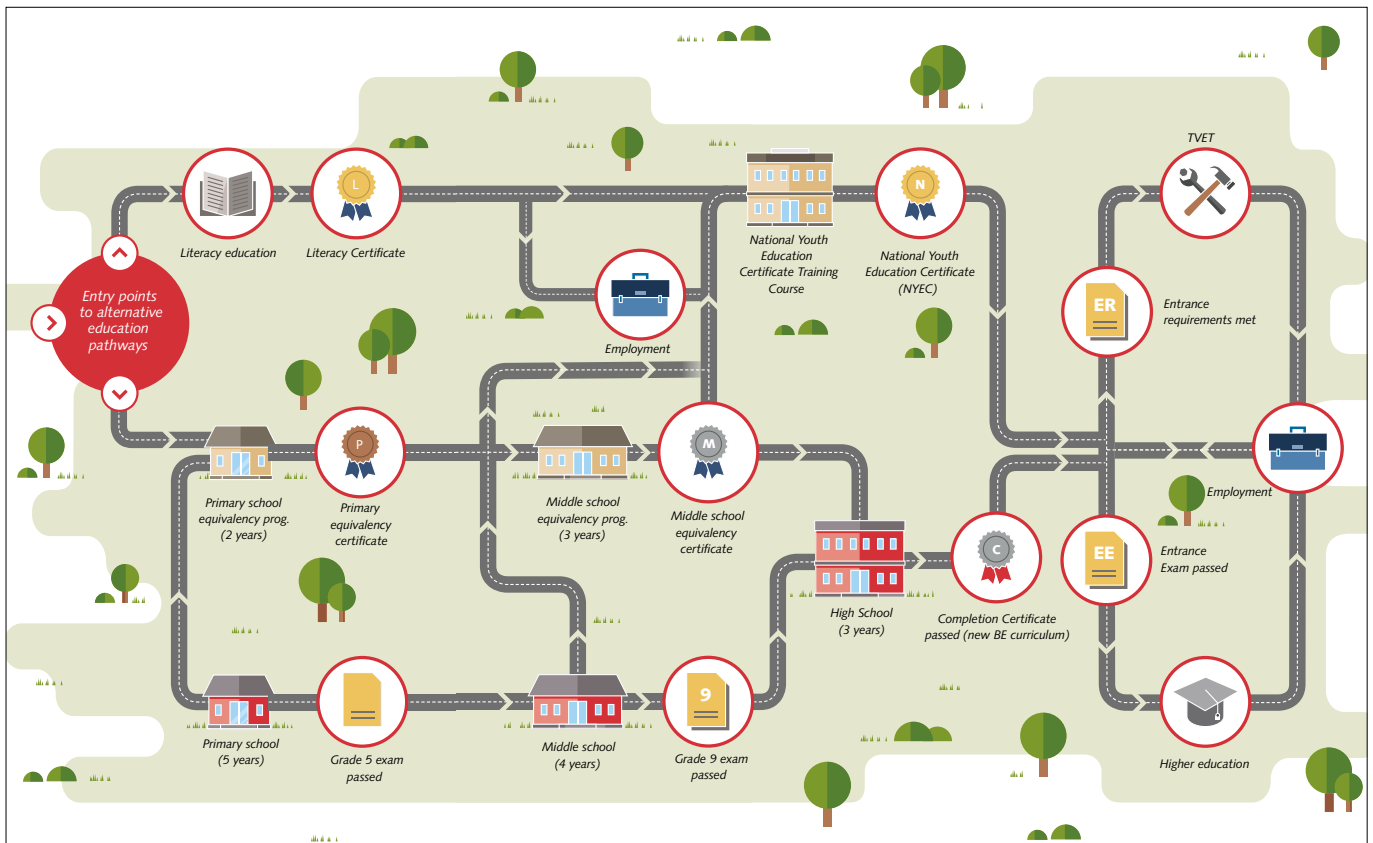 TVET
L
N
Literacy education
Literacy Certificate
National Youth
Education
Certificate Training
Course
National Youth
Education Certificate
(NYEC)
Entry points
to alternative
education
pathways
ER
Entrance
requirements met
Employment
P
M
Primary school
equivalency prog.
(2 years)
Primary
equivalency
certificate
Middle school
equivalency prog.
(3 years)
Middle school
equivalency
certificate
Employment
C
EE
Entrance
Exam passed
High School
(3 years)
Completion Certificate
passed (new BE curriculum)
9
Primary school
(5 years)
Grade 5 exam
passed
Middle school
(4 years)
Grade 9 exam
passed
Higher education